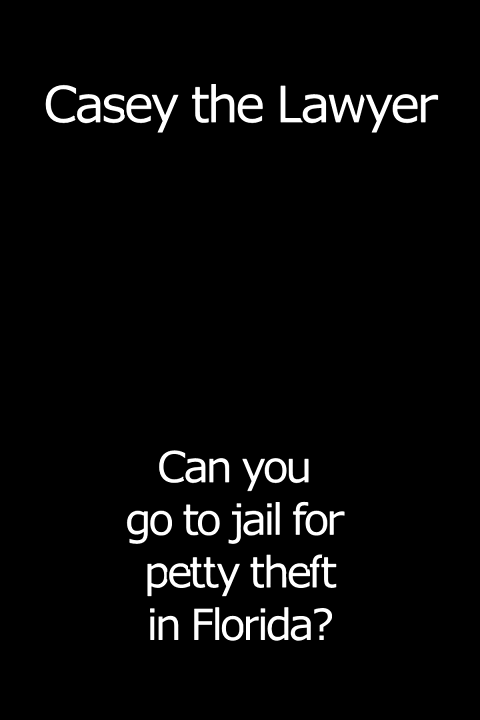 Casey the Lawyer
Can you
go to jail for
petty theft
in Florida?